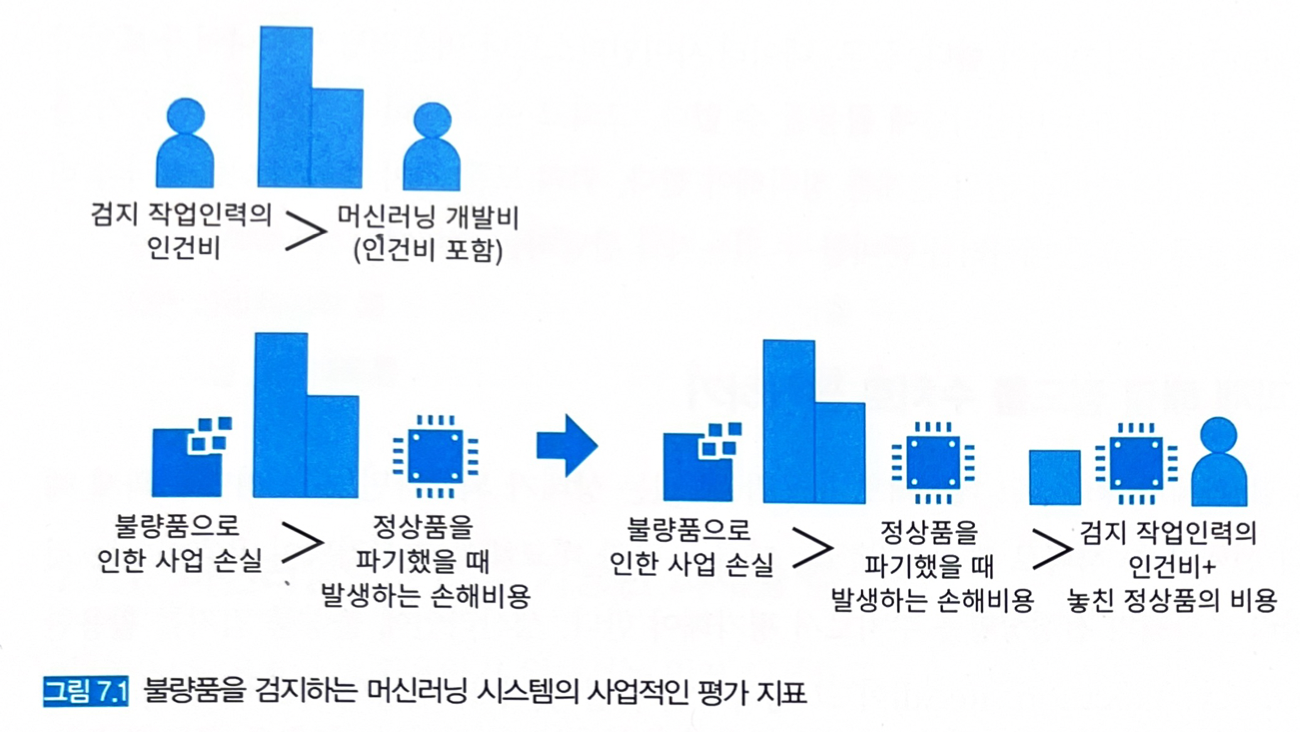 검지 작업인력의
인건비
>
머신러닝 개발비
(인건비 포함)
불량품으로
인한 사업 손실
>
정상품을
파기했을 때
발생하는 손해비용
불량품으로
인한 사업 손실
>
정상품을
파기했을 때
발생하는 손해비용
>
검지 작업인력의
인건비+
놓친 정상품의 비용
그림 7.1 불량품을 검지하는 머신러닝 시스템의 사업적인 평가 지표